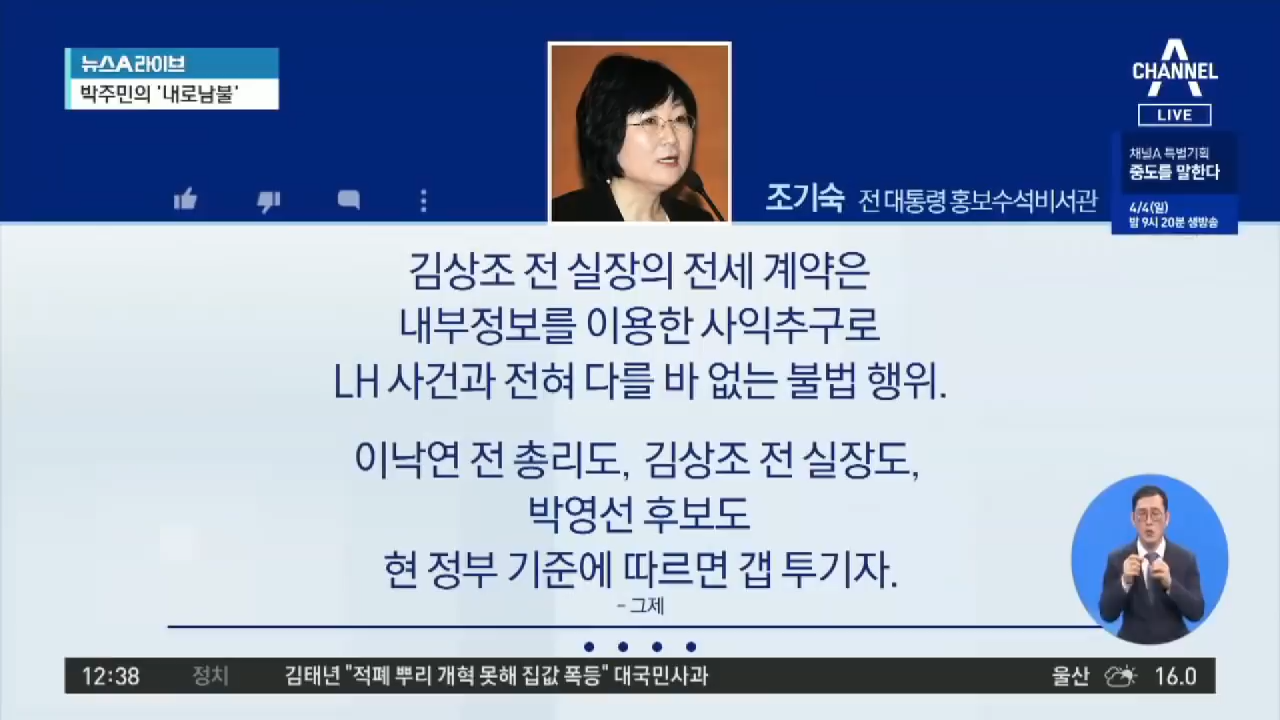 뉴스A 라이브
박주민의 '내로남불'
CHANNEL A
LIVE
채널A 특별기획
중도를 말한다
4/4(일)
밤 9시 20분 생방송
조기숙 전 대통령 홍보수석비서관
김상조 전 실장의 전세 계약은
내부정보를 이용한 사익추구로
LH 사건과 전혀 다를 바 없는 불법 행위.
이낙연 전 총리도, 김상조 전 실장도,
박영선 후보도
현 정부 기준에 따르면 갭 투기자.
- 그제
12:38 정치 김태년 "적폐 뿌리 개혁 못해 집값 폭등" 대국민사과 울산 16.0